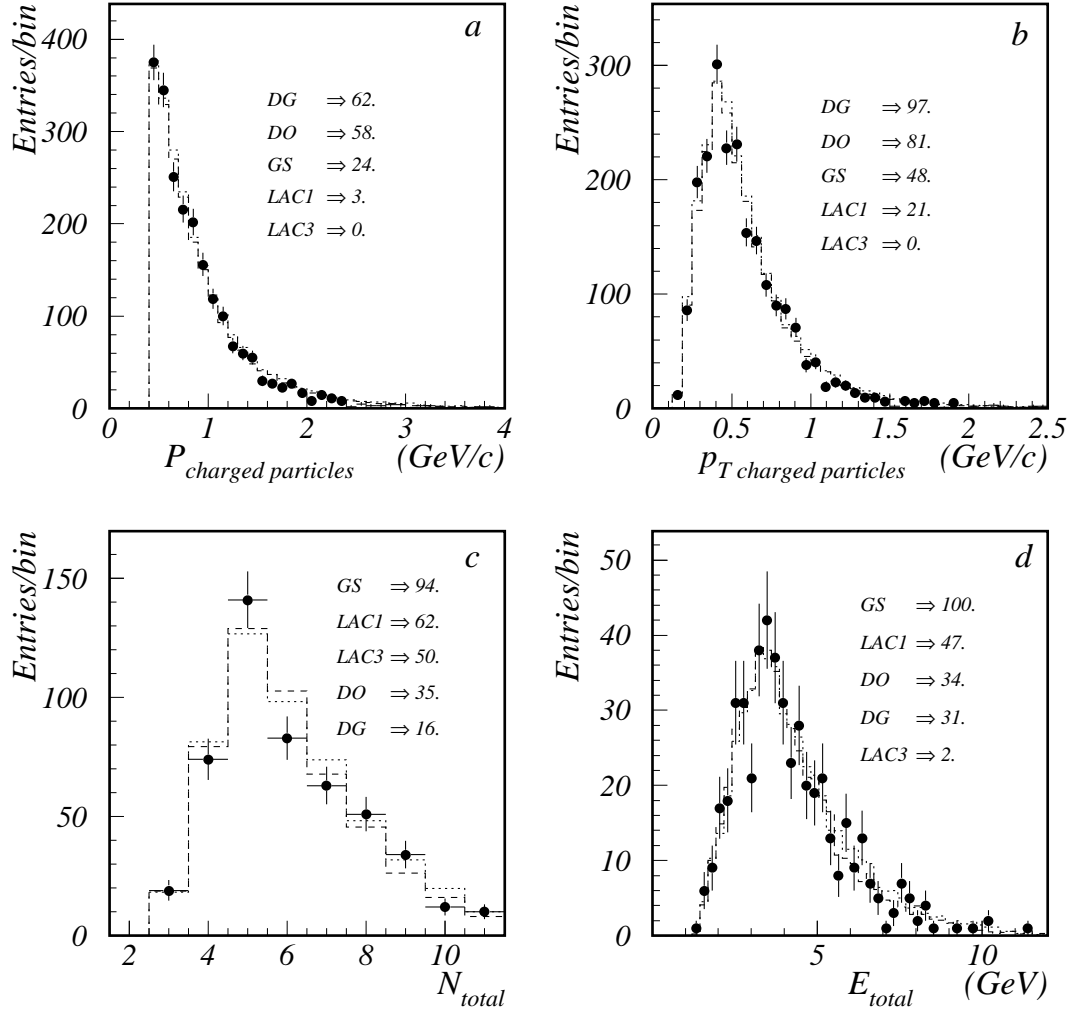 a
Entries/bin
400
300
200
100
0
DG ⇒ 62.
DO ⇒ 58.
GS ⇒ 24.
LAC1 ⇒ 3.
LAC3 ⇒ 0.
0 1 2 3 4
P charged particles (GeV/c)
b
Entries/bin
300
200
100
0
DG ⇒ 97.
DO ⇒ 81.
GS ⇒ 48.
LAC1 ⇒ 21.
LAC3 ⇒ 0.
0 0.5 1 1.5 2 2.5
p T charged particles (GeV/c)
c
Entries/bin
150
100
50
0
GS ⇒ 94.
LAC1 ⇒ 62.
LAC3 ⇒ 50.
DO ⇒ 35.
DG ⇒ 16.
2 4 6 8 10
N total
d
Entries/bin
50
40
30
20
10
0
GS ⇒ 100.
LAC1 ⇒ 47.
DO ⇒ 34.
DG ⇒ 31.
LAC3 ⇒ 2.
5 10
E total (GeV)